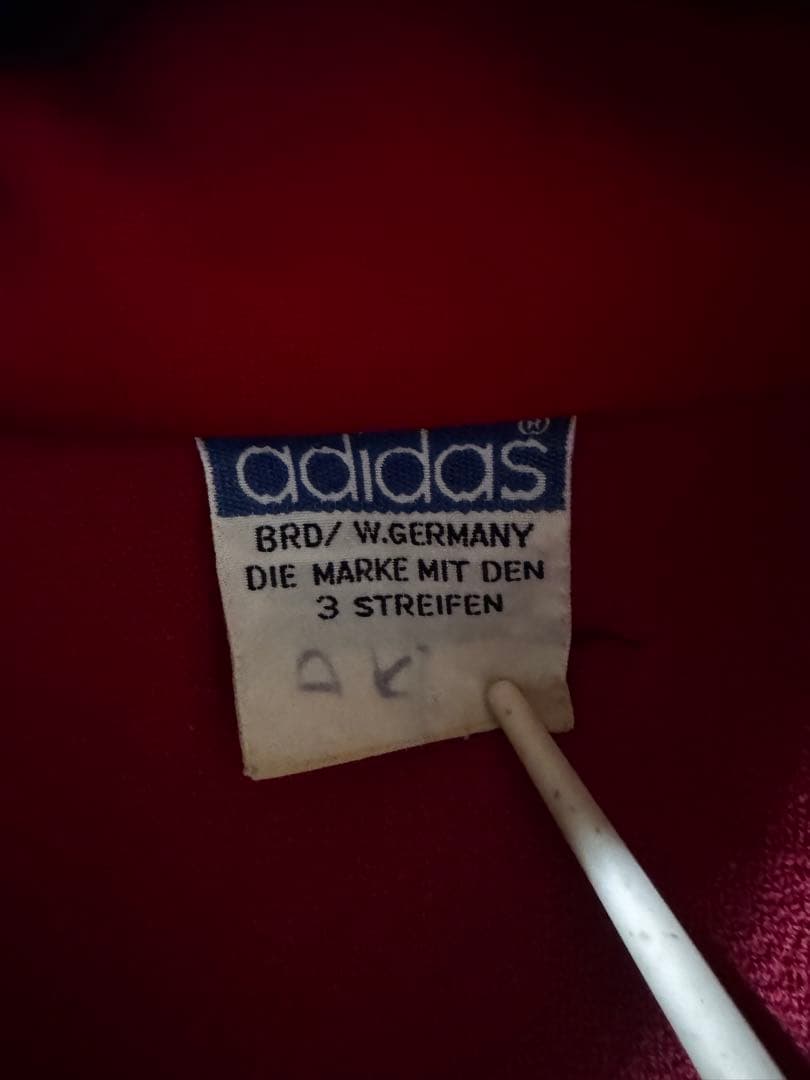 adidas®
BRD/ W.GERMANY
DIE MARKE MIT DEN
3 STREIFEN
D K